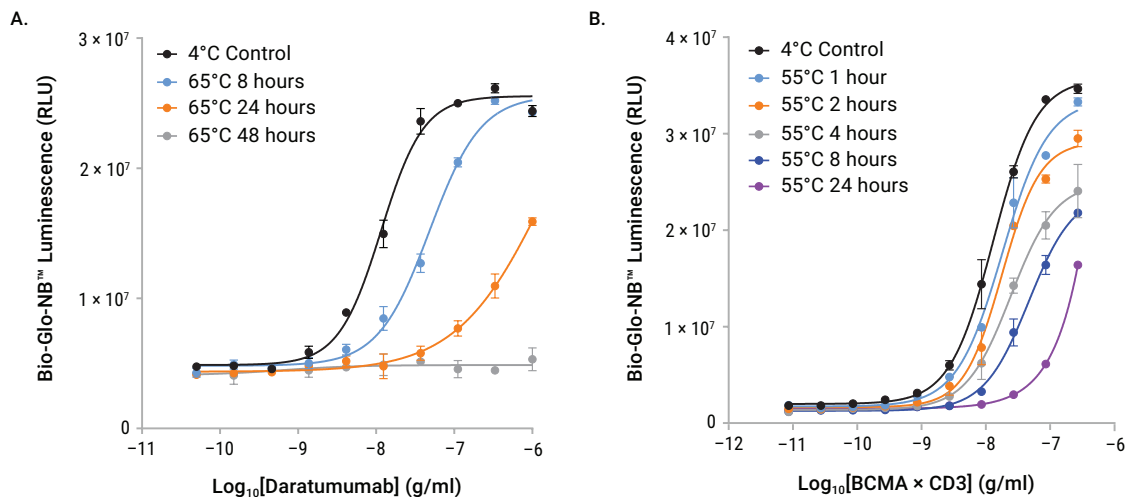 A.
3 × 10⁷
2 × 10⁷
1 × 10⁷
0
Bio-Glo-NB™ Luminescence (RLU)
4°C Control
65°C 8 hours
65°C 24 hours
65°C 48 hours
−11
−10
−9
−8
−7
−6
Log₁₀[Daratumumab] (g/ml)
B.
4 × 10⁷
3 × 10⁷
2 × 10⁷
1 × 10⁷
0
Bio-Glo-NB™ Luminescence (RLU)
4°C Control
55°C 1 hour
55°C 2 hours
55°C 4 hours
55°C 8 hours
55°C 24 hours
−12
−11
−10
−9
−8
−7
−6
Log₁₀[BCMA × CD3] (g/ml)